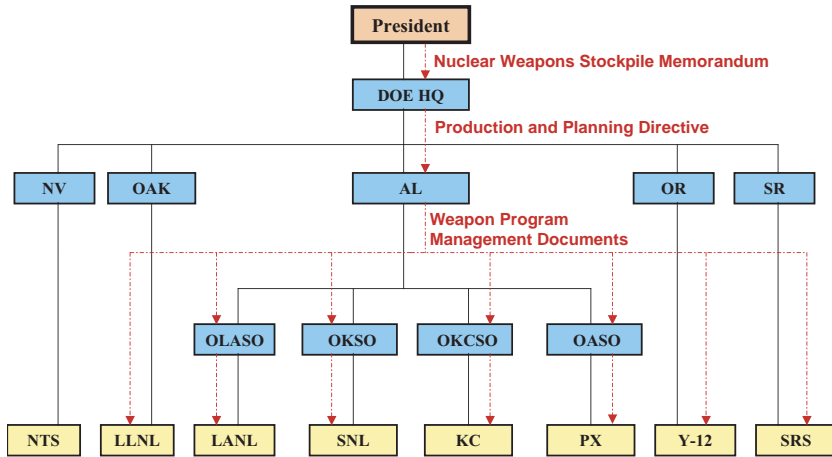 President
Nuclear Weapons Stockpile Memorandum
DOE HQ
Production and Planning Directive
NV
OAK
AL
OR
SR
Weapon Program
Management Documents
OLASO
OKSO
OKCSO
OASO
NTS
LLNL
LANL
SNL
KC
PX
Y-12
SRS